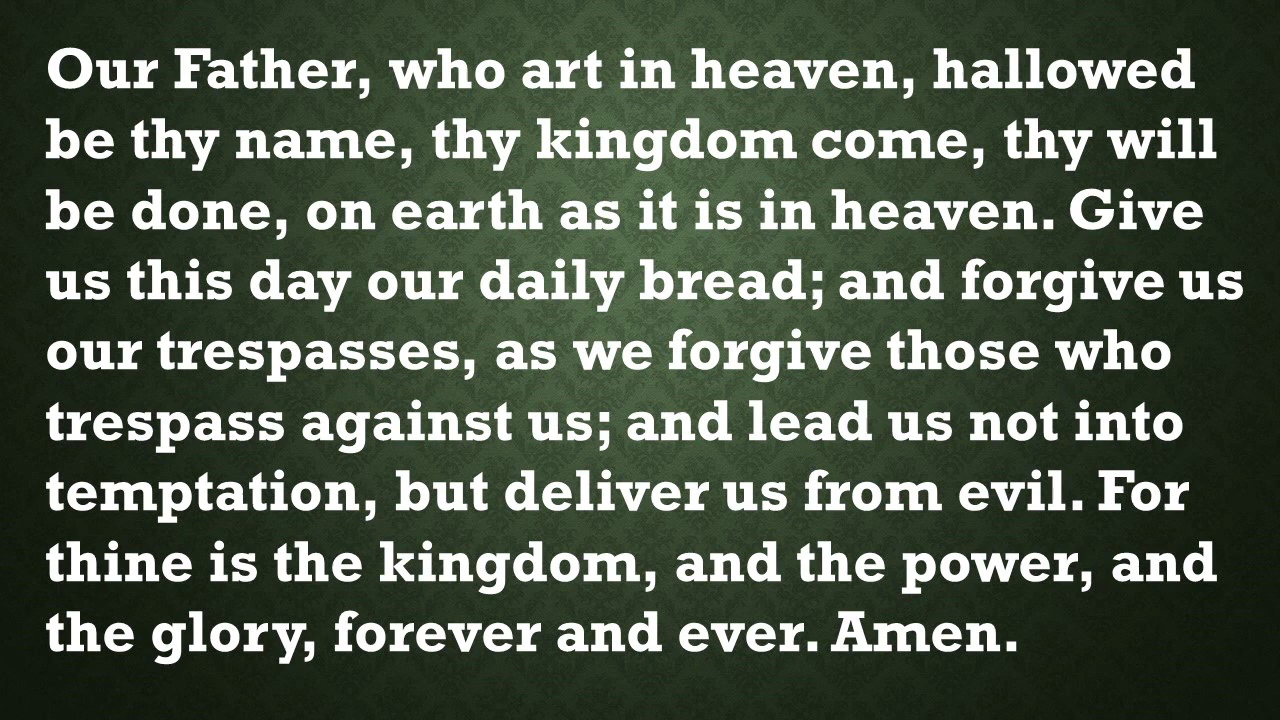 Our Father, who art in heaven, hallowed
be thy name, thy kingdom come, thy will
be done, on earth as it is in heaven. Give
us this day our daily bread; and forgive us
our trespasses, as we forgive those who
trespass against us; and lead us not into
temptation, but deliver us from evil. For
thine is the kingdom, and the power, and
the glory, forever and ever. Amen.